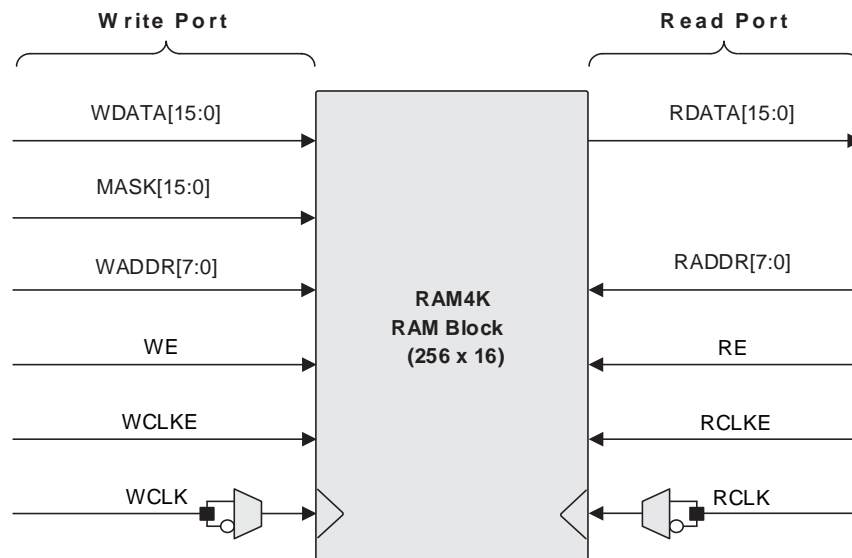 Write Port
Read Port
WDATA[15:0]
RDATA[15:0]
MASK[15:0]
WADDR[7:0]
RADDR[7:0]
RAM4K
RAM Block
(256 x 16)
WE
RE
WCLKE
RCLKE
WCLK
RCLK